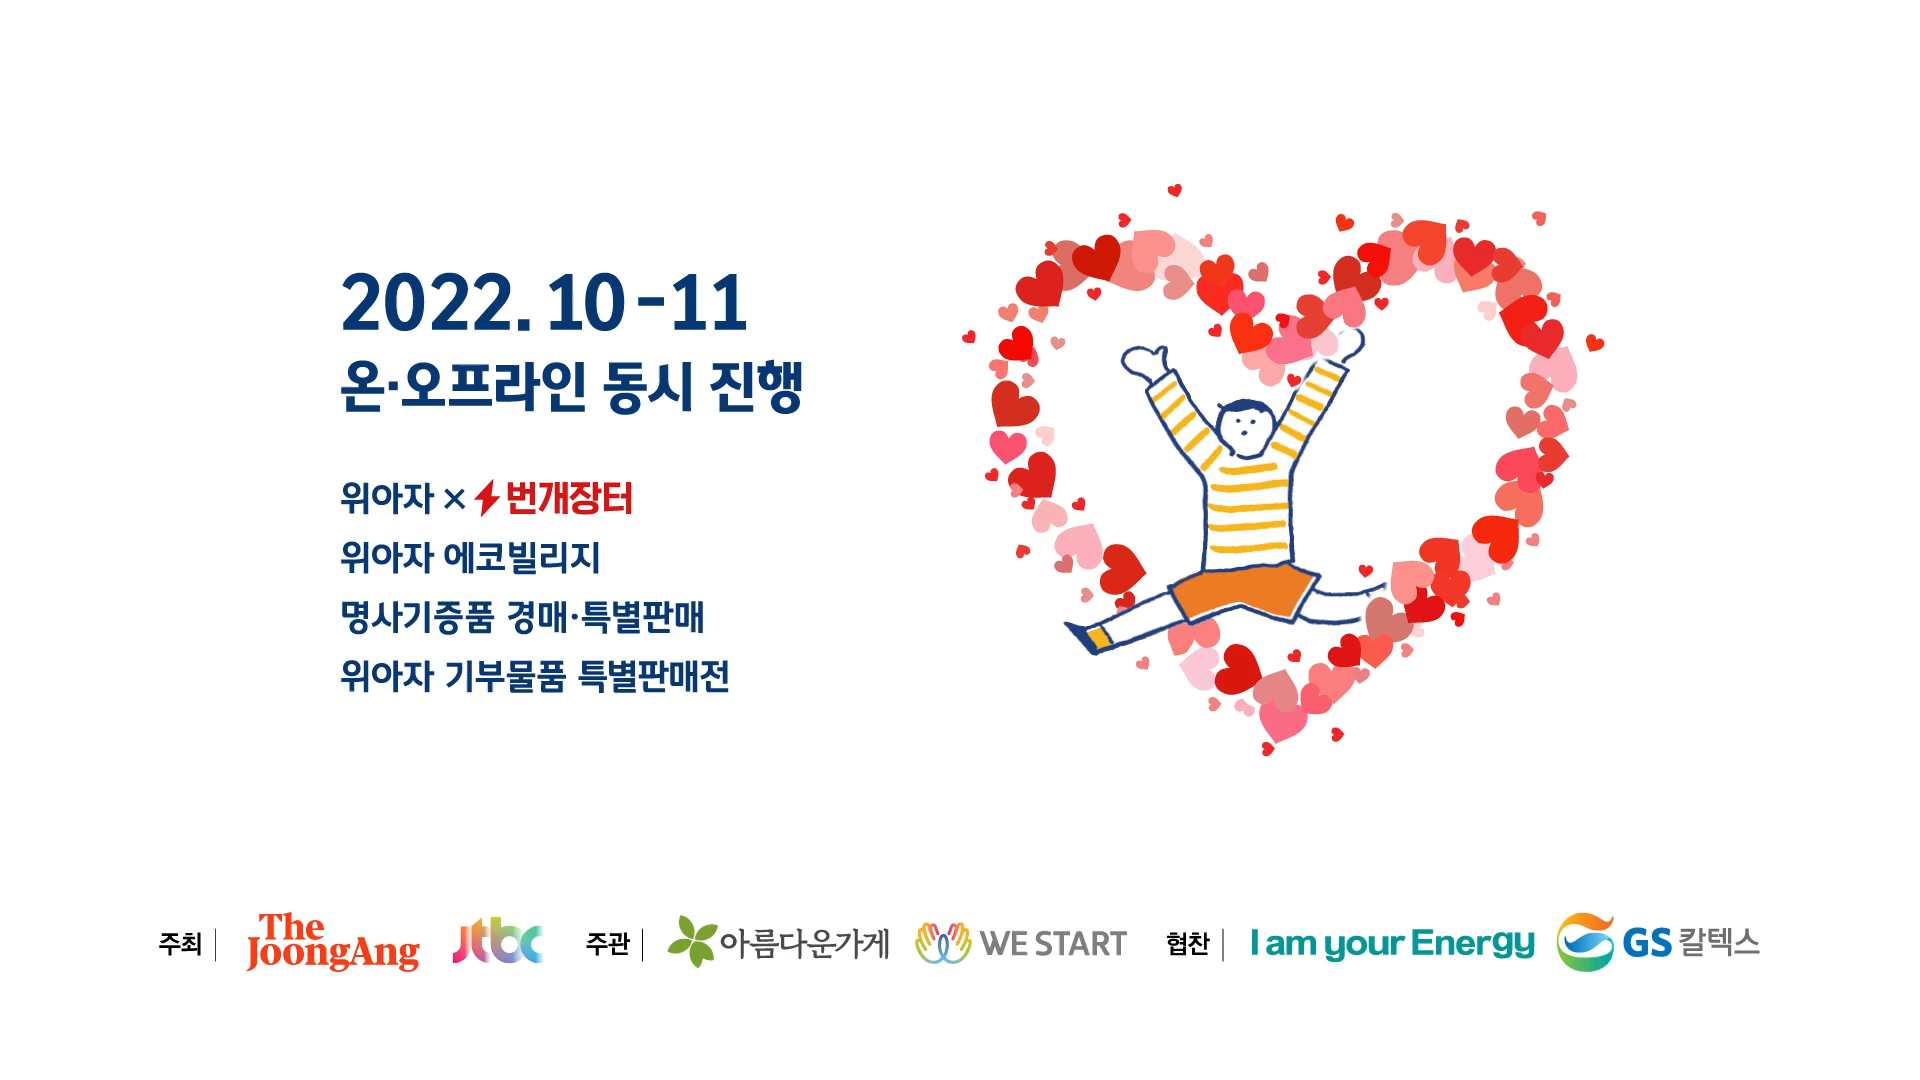 2022. 10 - 11
온·오프라인 동시 진행
위아자 × 번개장터
위아자 에코빌리지
명사기증품 경매·특별판매
위아자 기부물품 특별판매전
주최 | The JoongAng jtbc 주관 | 아름다운가게 WE START 협찬 | I am your Energy GS 칼텍스